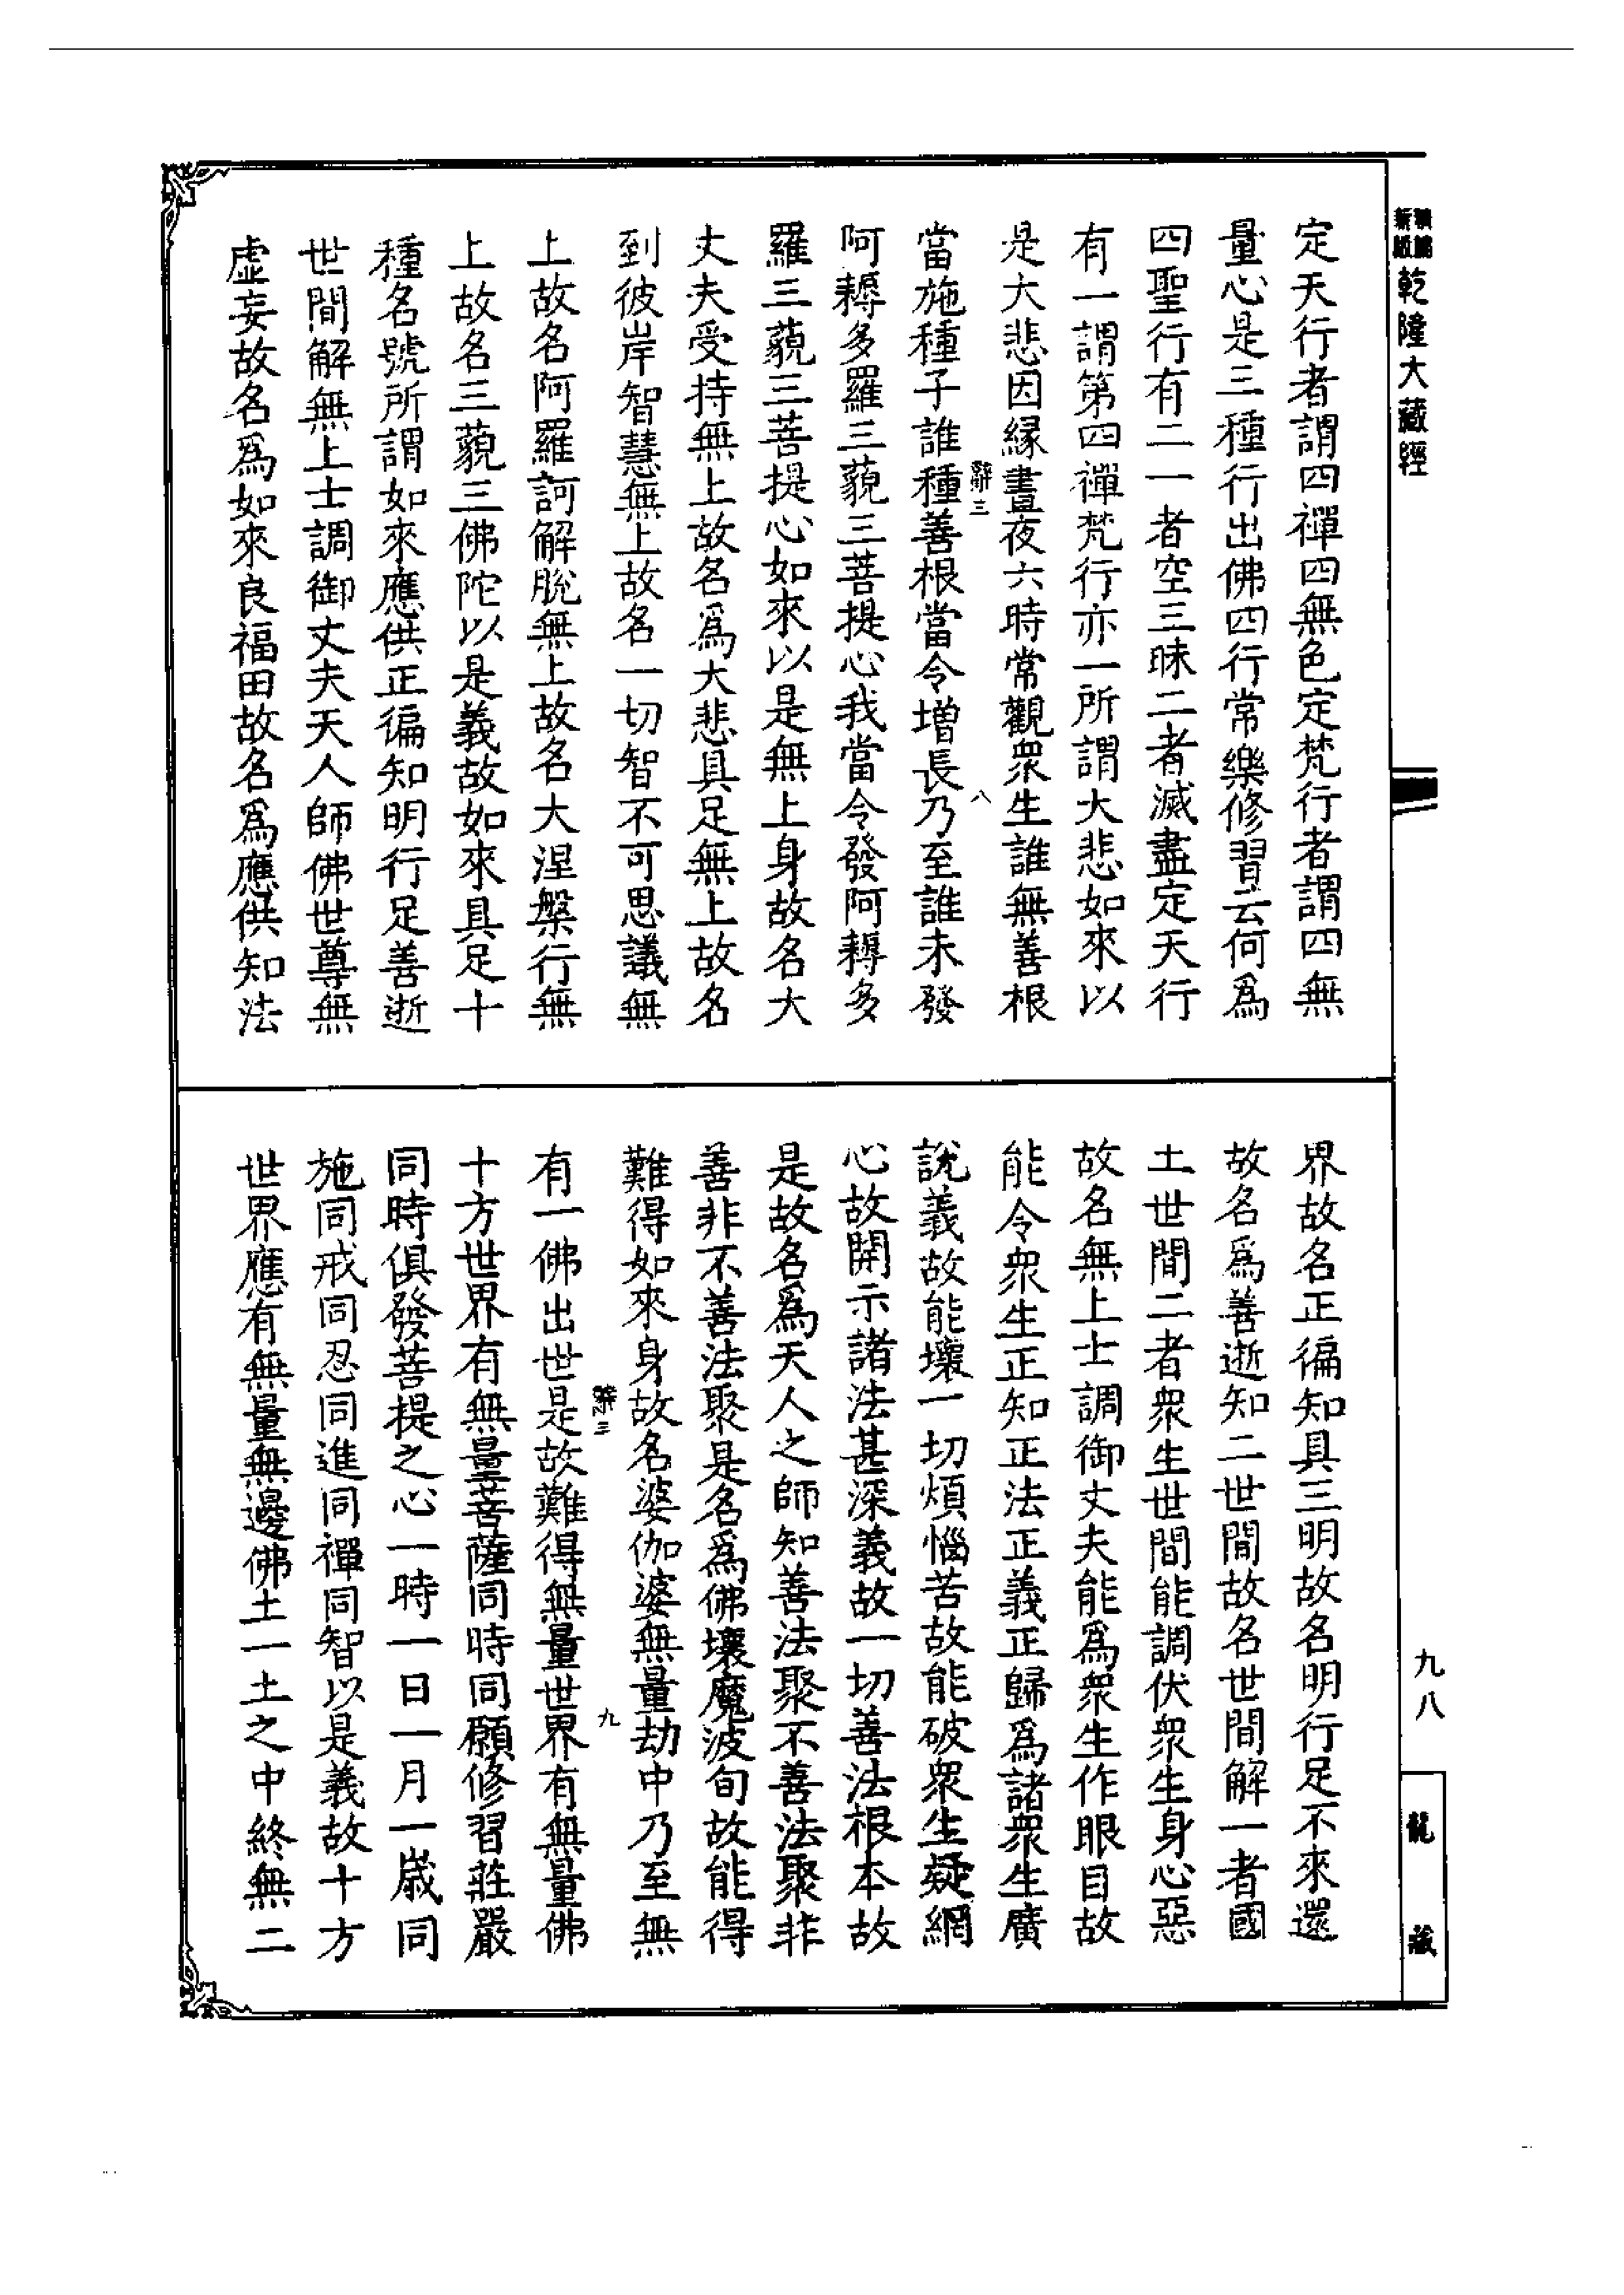 乾隆大藏經
定天行者謂四禪四無色定梵行者謂四無
量心是三種行出佛四行常樂修習云何爲
四聖行有二一者空三昧二者滅盡定天行
有一謂第四禪梵行亦一所謂大悲如來以
是大悲因緣晝夜六時常觀衆生誰無善根
當施種子誰種善根當令增長乃至誰未發
阿耨多羅三藐三菩提心我當令發阿耨多
羅三藐三菩提心如來以是無上身故名大
丈夫受持無上故名爲大悲具足無上故名
到彼岸智慧無上故名一切智不可思議無
上故名阿羅訶解脫無上故名大涅槃行無
上故名三藐三佛陀以是義故如來具足十
種名號所謂如來應供正徧知明行足善逝
世間解無上士調御丈夫天人師佛世尊無
虛妄故名爲如來良福田故名爲應供知法
界故名正徧知具三明故名明行足不來還
故名爲善逝知二世間故名世間解一者國
土世間二者衆生世間能調伏衆生身心惡
故名無上士調御丈夫能爲衆生作眼目故
能令衆生正知正法正義正歸爲諸衆生廣
說義故能壞一切煩惱苦故能破衆生疑網
心故開示諸法甚深義故一切善法根本故
是故名爲天人之師知善法聚不善法聚非
善非不善法聚是名爲佛壞魔波旬故能得
難得如來身故名婆伽婆無量劫中乃至無
有一佛出世是故難得無量世界有無量佛
十方世界有無量菩薩同時同願修習莊嚴
同時俱發菩提之心一時一日一月一歲同
施同戒同忍同進同禪同智以是義故十方
世界應有無量無邊佛土一土之中終無二
三
八
三
九
九八
龍藏